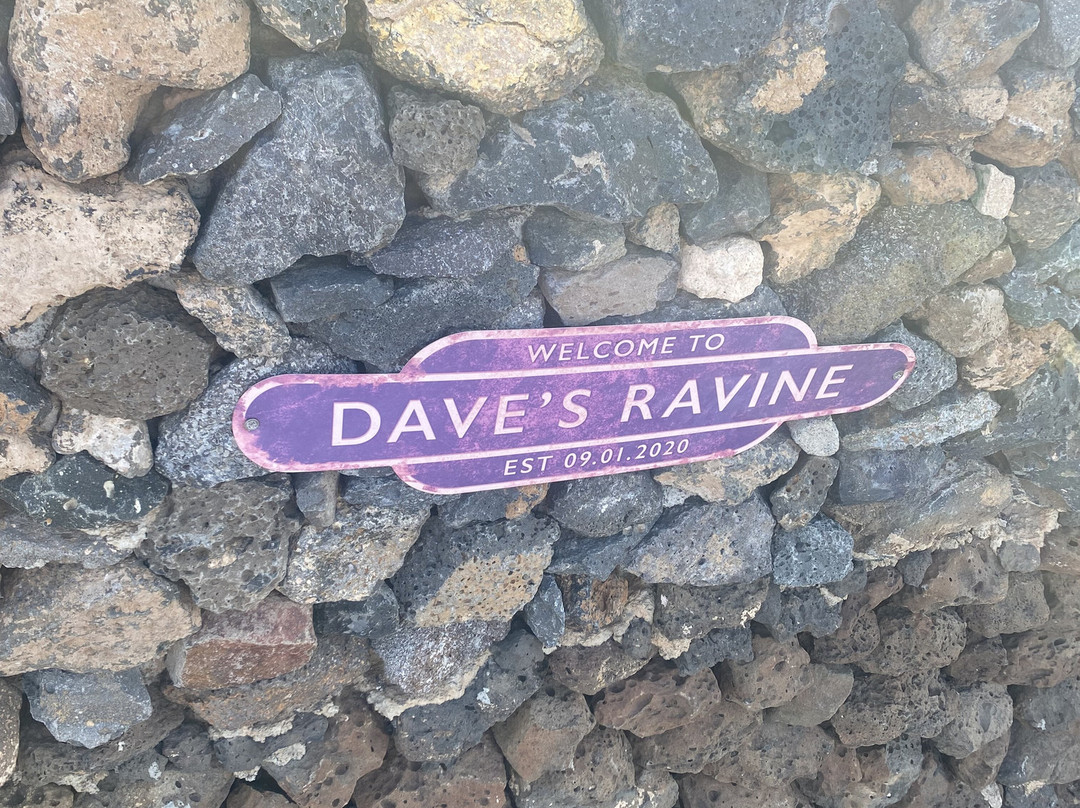 WELCOME TO
DAVE'S RAVINE
EST 09.01.2020